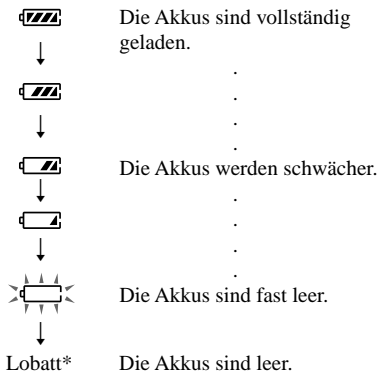 Die Akkus sind vollständig
geladen.
.
.
.
.
Die Akkus werden schwächer.
.
.
.
.
Die Akkus sind fast leer.
Lobatt* Die Akkus sind leer.